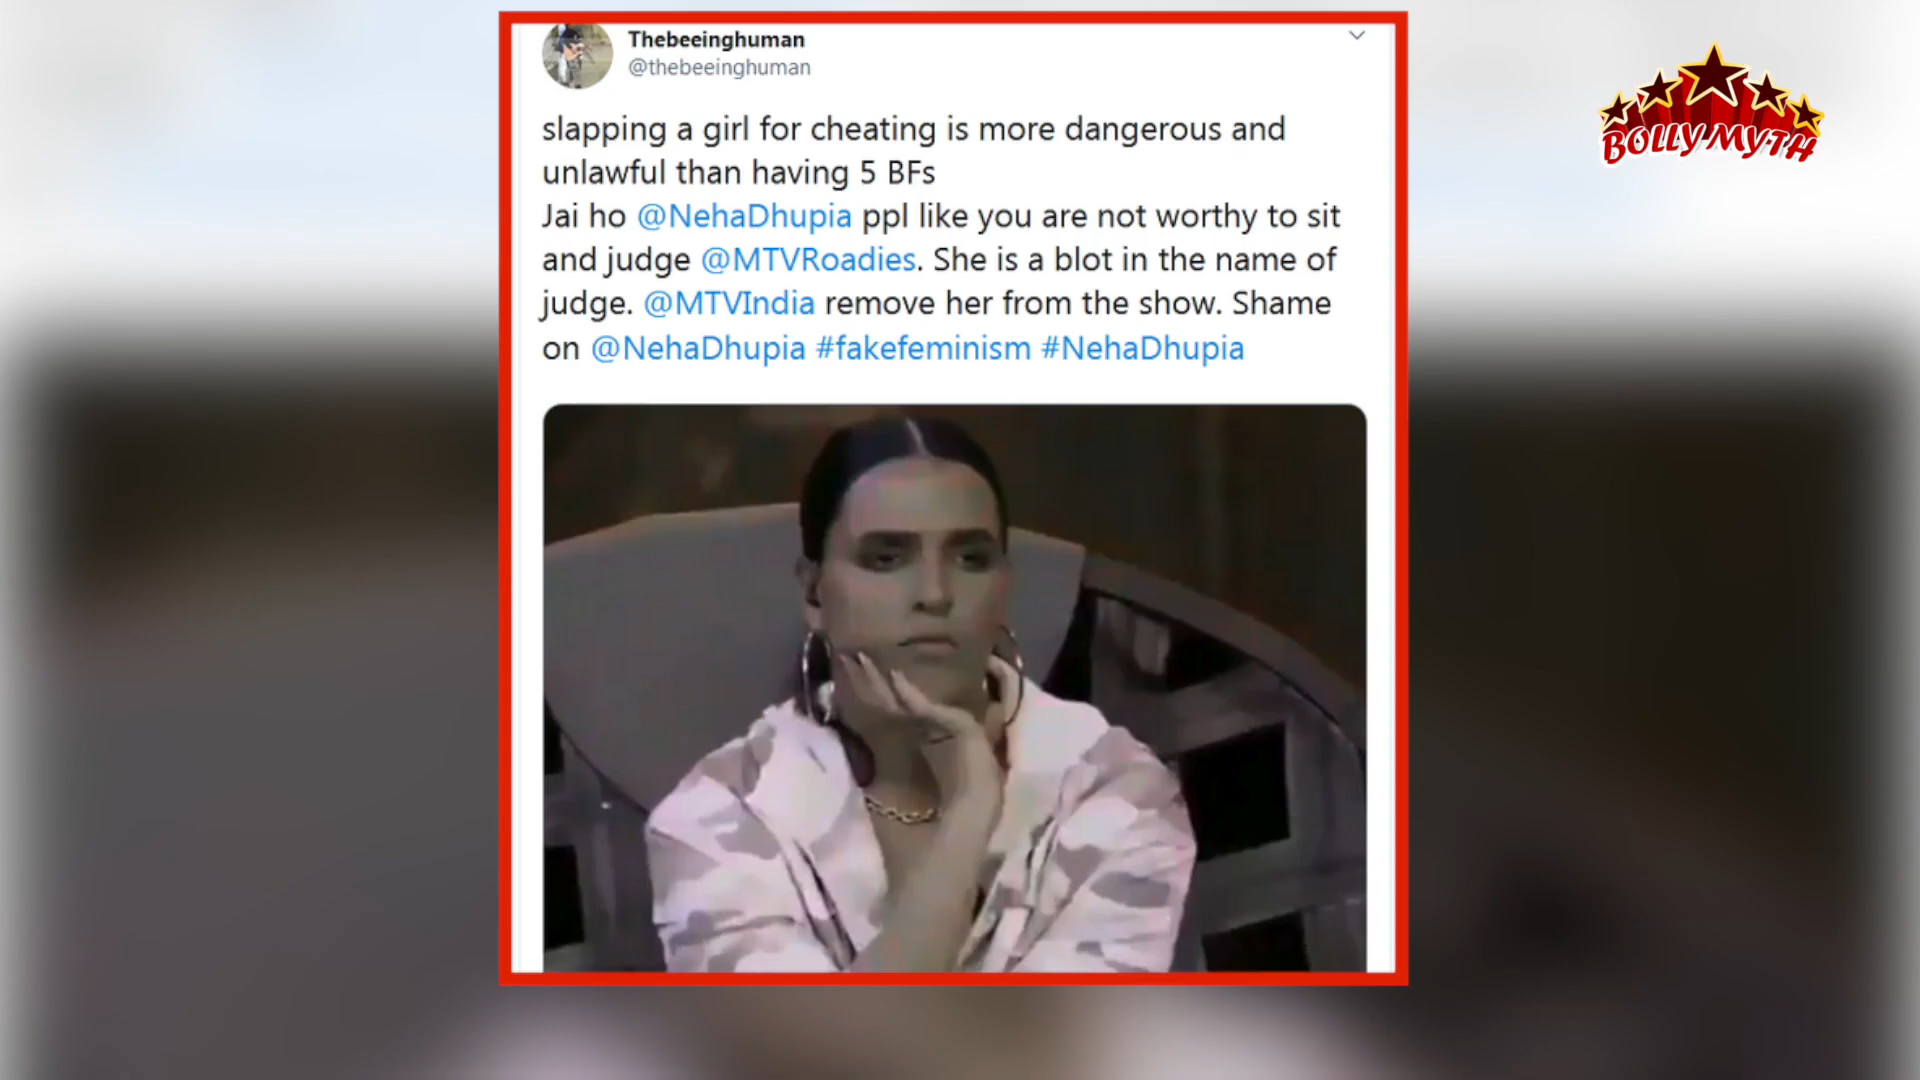 Thebeeinghuman
@thebeeinghuman
slapping a girl for cheating is more dangerous and
unlawful than having 5 BFs
Jai ho @NehaDhupia ppl like you are not worthy to sit
and judge @MTVRoadies. She is a blot in the name of
judge. @MTVIndia remove her from the show. Shame
on @NehaDhupia #fakefeminism #NehaDhupia
BOLLY MYTH